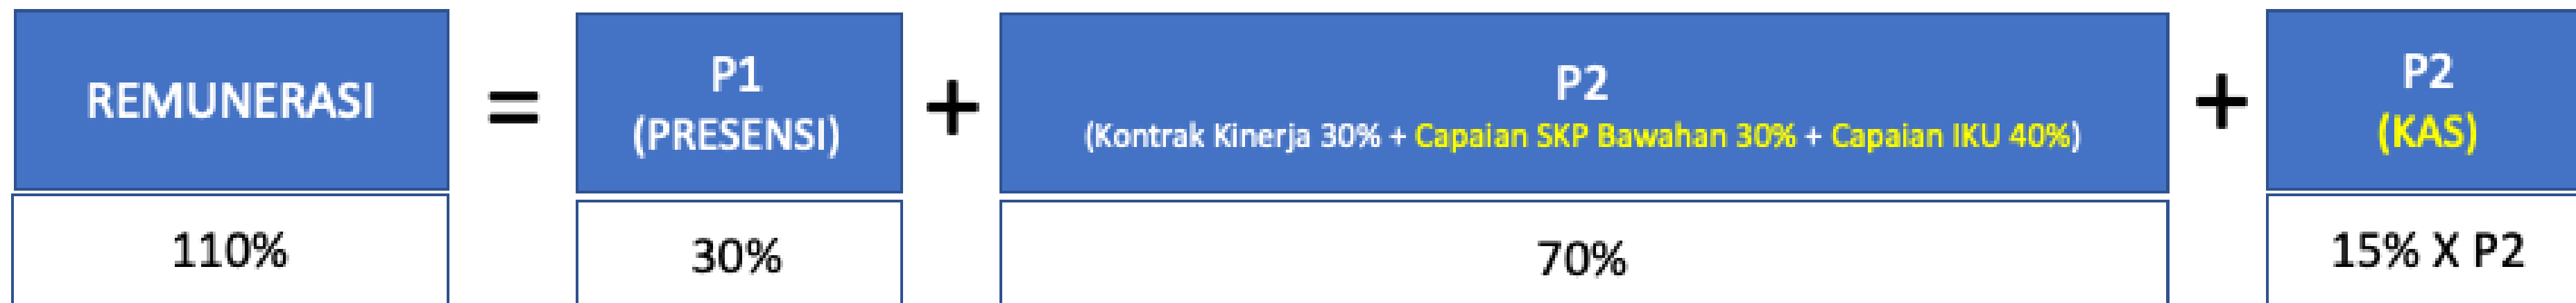 REMUNERASI
=
P1
(PRESENSI)
+
P2
(Kontrak Kinerja 30% + Capaian SKP Bawahan 30% + Capaian IKU 40%)
+
P2
(KAS)
110%
30%
70%
15% X P2